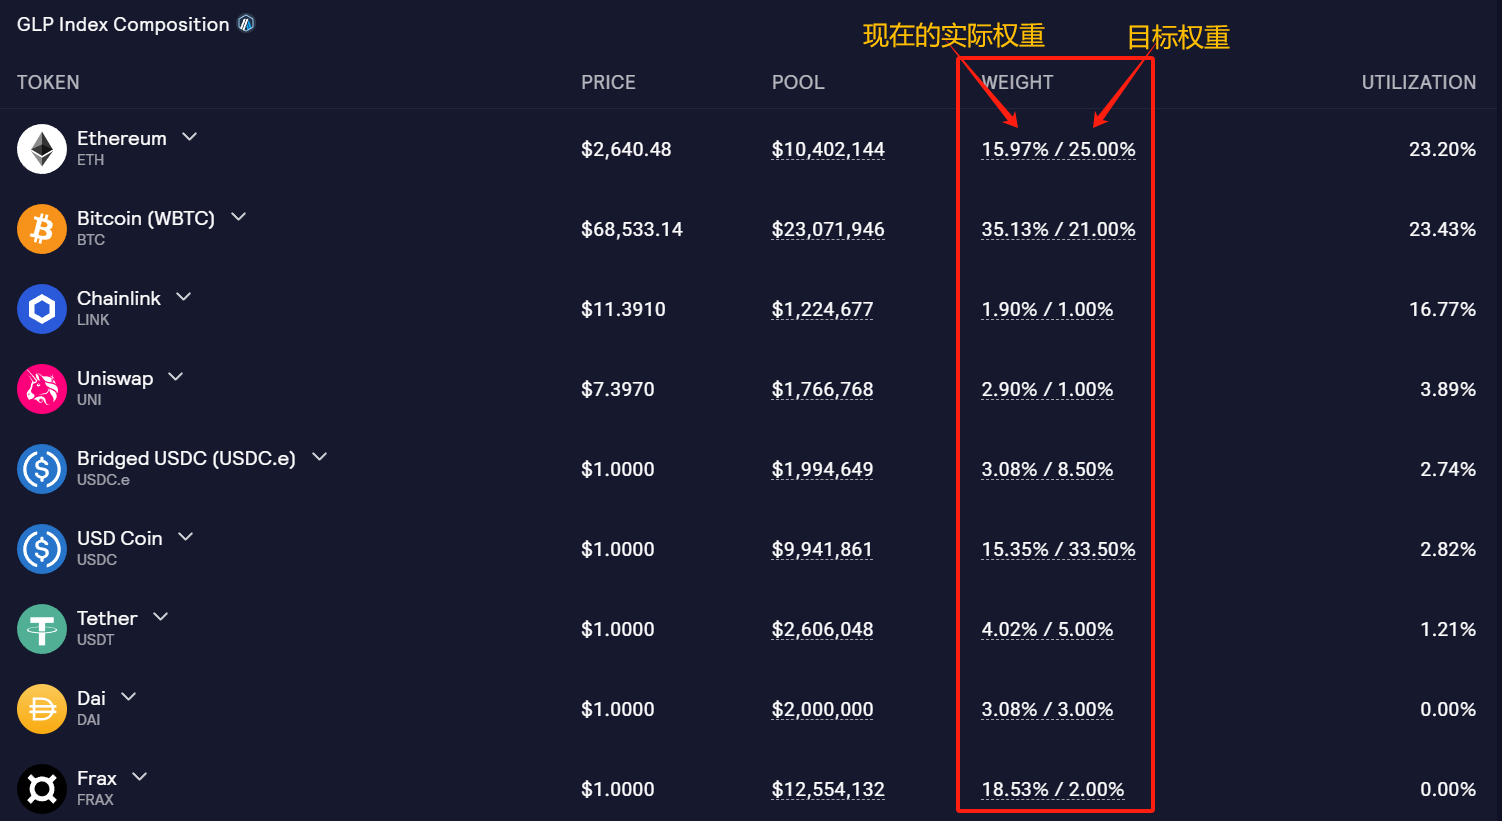 GLP Index Composition
现在的实际权重 目标权重
TOKEN PRICE POOL WEIGHT UTILIZATION
Ethereum
ETH
$2,640.48 $10,402,144 15.97% / 25.00% 23.20%
Bitcoin (WBTC)
BTC
$68,533.14 $23,071,946 35.13% / 21.00% 23.43%
Chainlink
LINK
$11.3910 $1,224,677 1.90% / 1.00% 16.77%
Uniswap
UNI
$7.3970 $1,766,768 2.90% / 1.00% 3.89%
Bridged USDC (USDC.e)
USDC.e
$1.0000 $1,994,649 3.08% / 8.50% 2.74%
USD Coin
USDC
$1.0000 $9,941,861 15.35% / 33.50% 2.82%
Tether
USDT
$1.0000 $2,606,048 4.02% / 5.00% 1.21%
Dai
DAI
$1.0000 $2,000,000 3.08% / 3.00% 0.00%
Frax
FRAX
$1.0000 $12,554,132 18.53% / 2.00% 0.00%